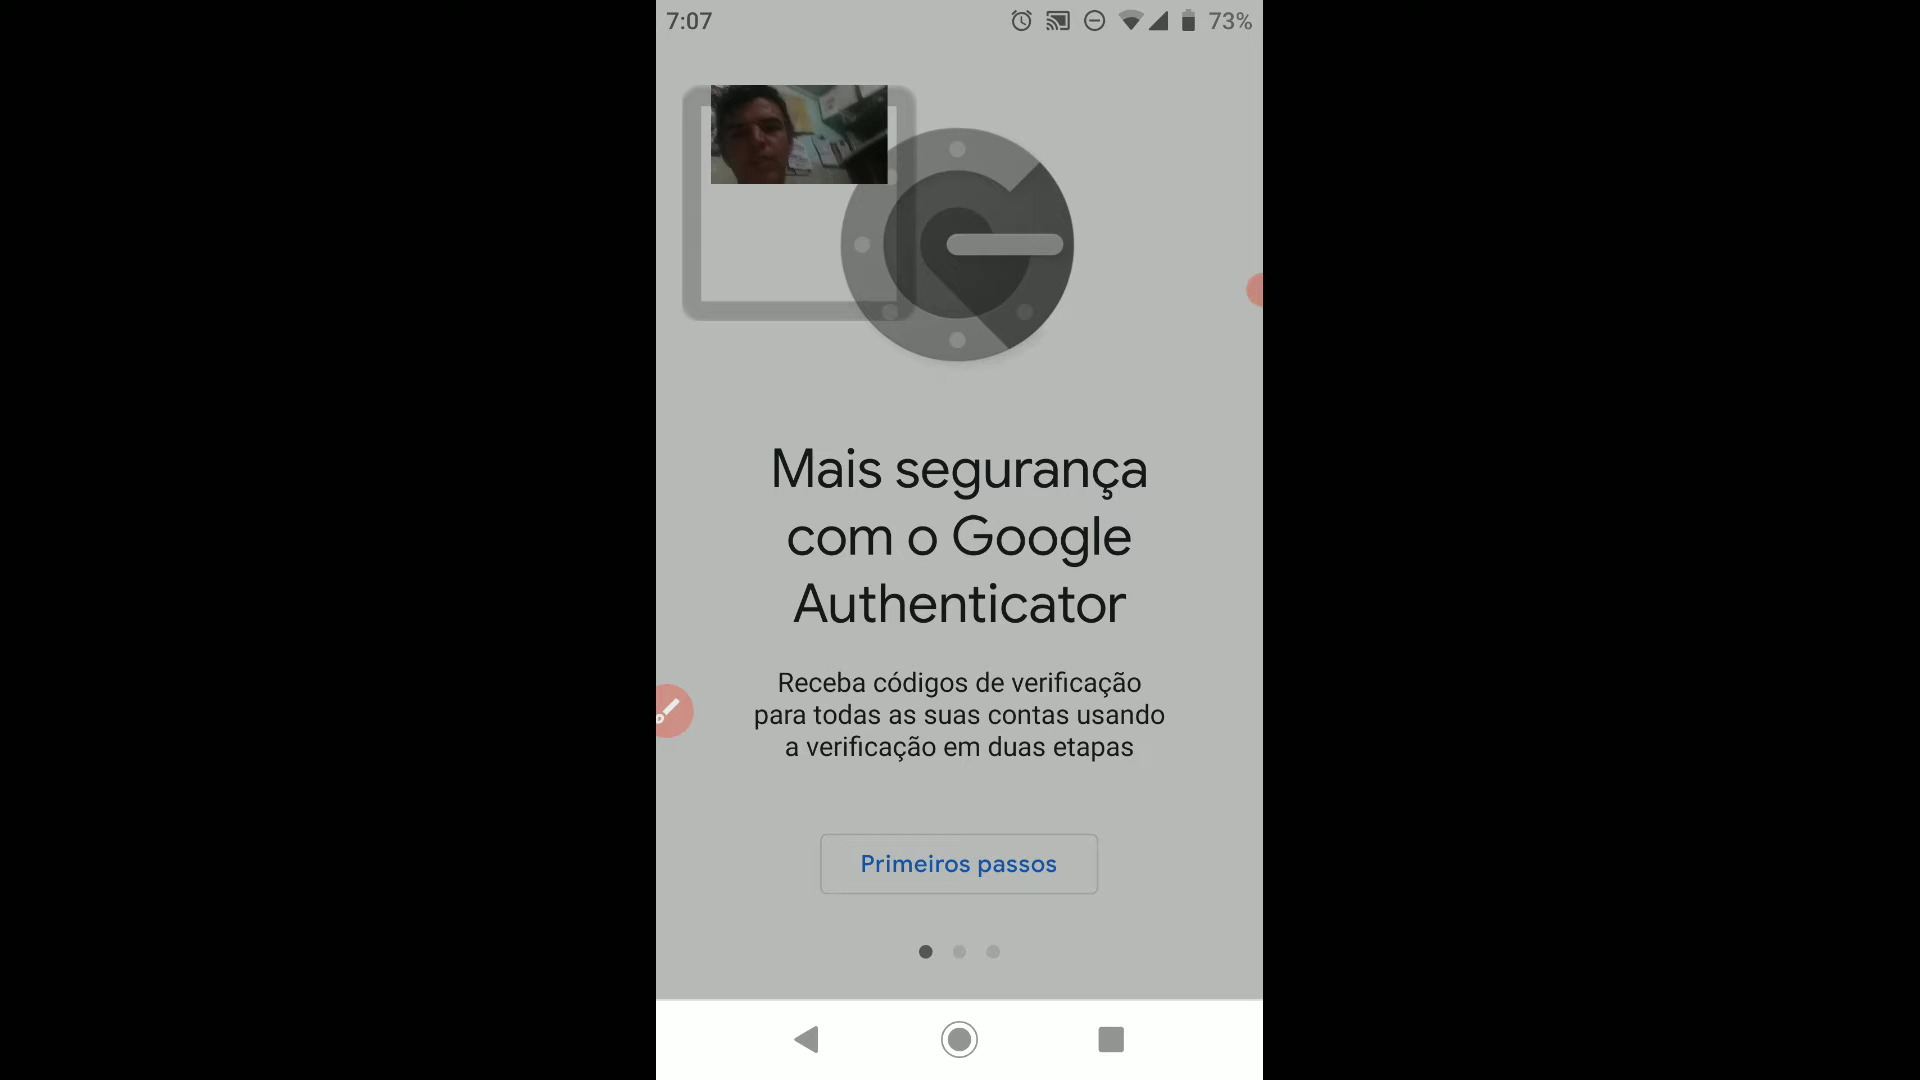 7:07
73%
Mais segurança
com o Google
Authenticator
Receba códigos de verificação
para todas as suas contas usando
a verificação em duas etapas
Primeiros passos